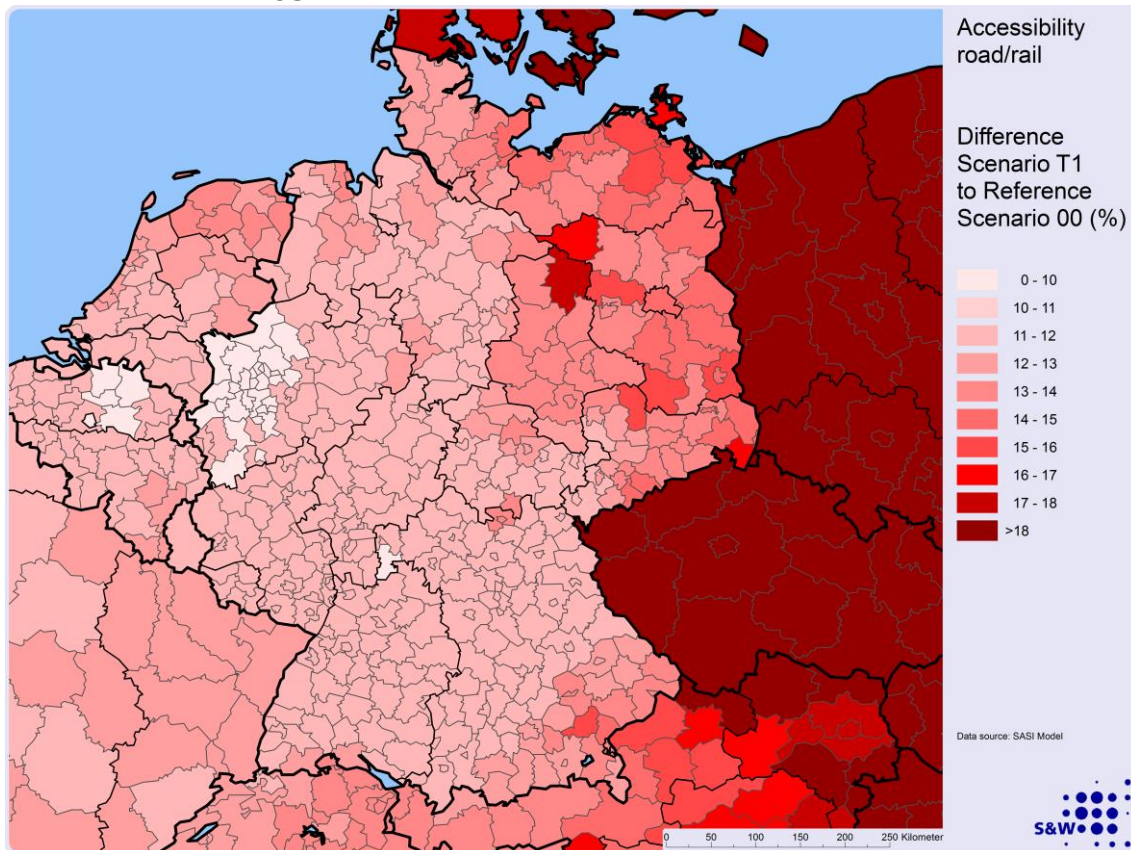 Accessibility
road/rail
Difference
Scenario T1
to Reference
Scenario 00 (%)
0 - 10
10 - 11
11 - 12
12 - 13
13 - 14
14 - 15
15 - 16
16 - 17
17 - 18
>18
Data source: SASI Model
0 50 100 150 200 250 Kilometer
S&W